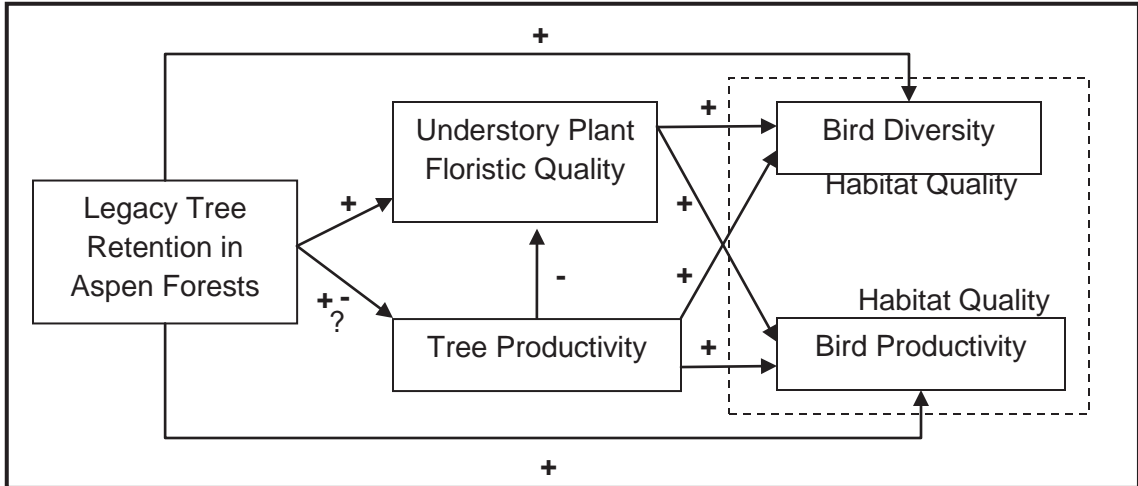 +
Understory Plant
Floristic Quality
+
Bird Diversity
Habitat Quality
Legacy Tree
Retention in
Aspen Forests
+
+
+
-
+ -
?
Tree Productivity
+
Habitat Quality
Bird Productivity
+